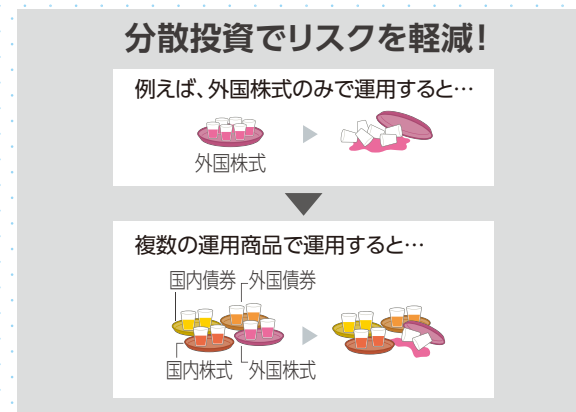 分散投資でリスクを軽減!
例えば、外国株式のみで運用すると…
外国株式
複数の運用商品で運用すると…
国内債券 外国債券
国内株式 外国株式